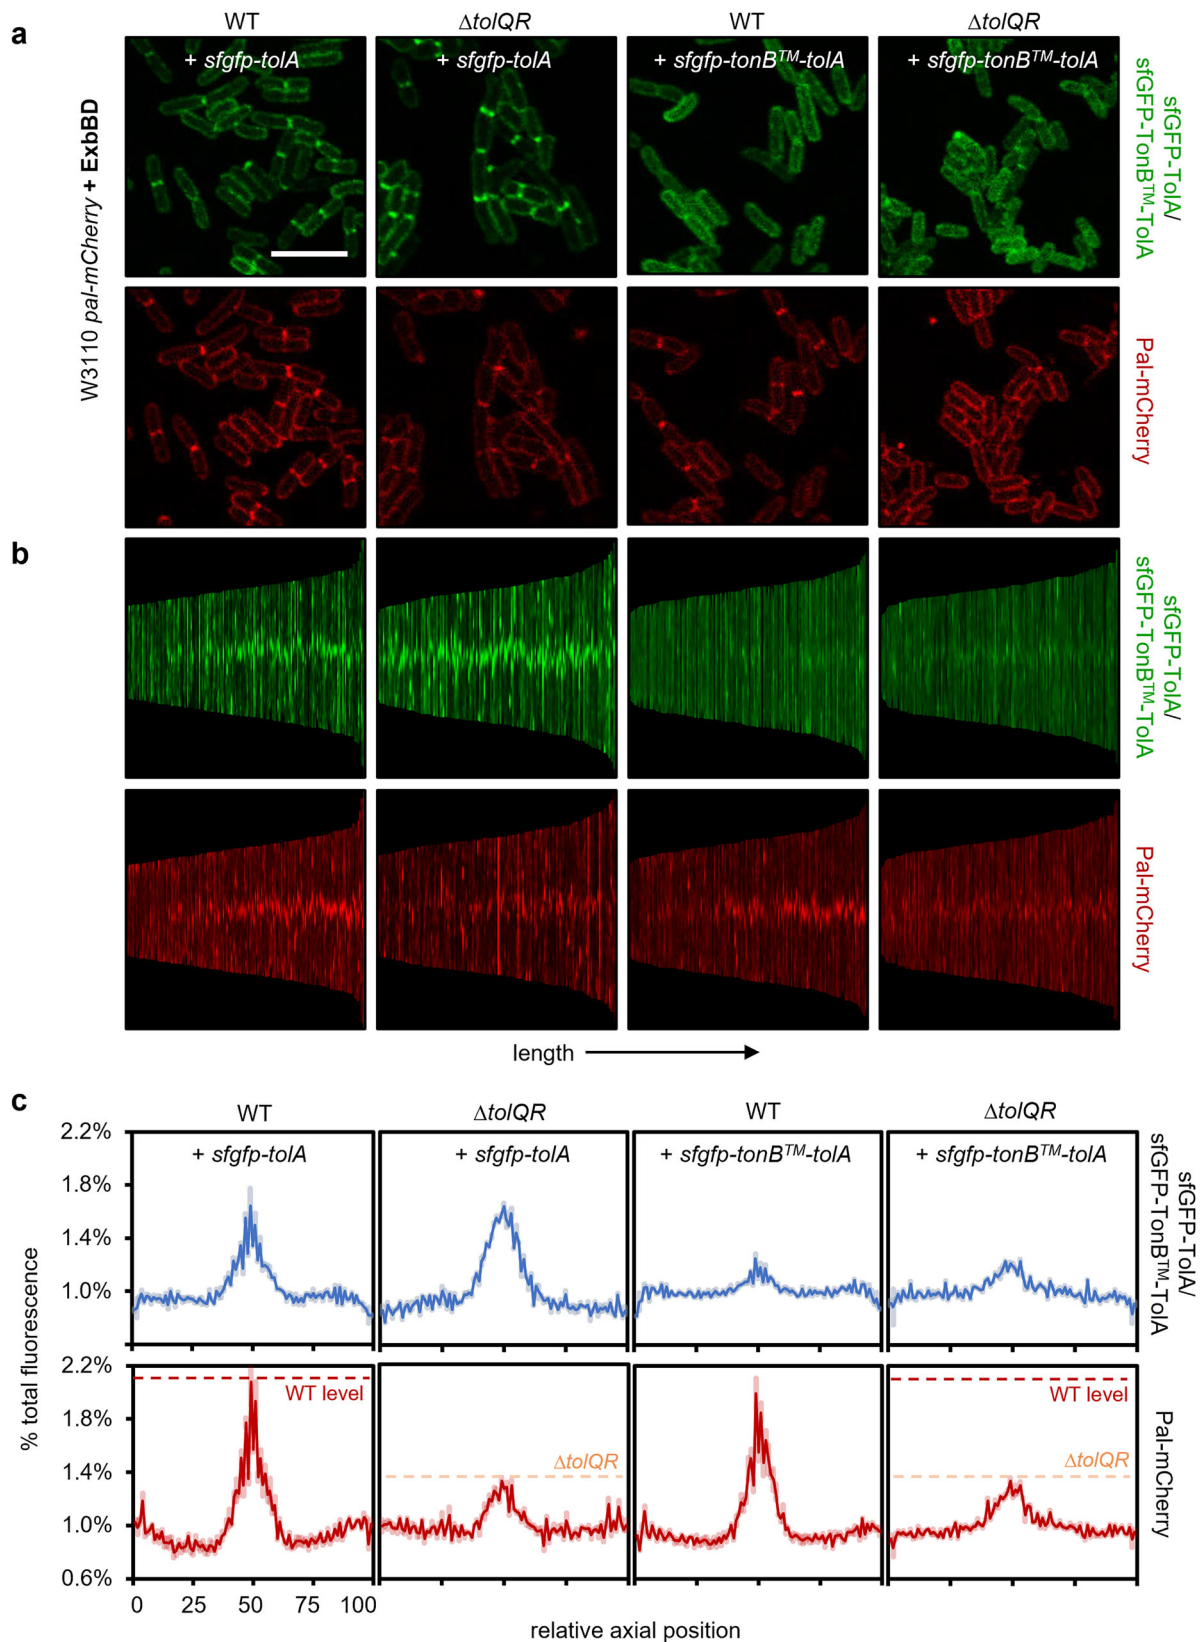 a
WT
ΔtolQR
WT
ΔtolQR
W3110 pal-mCherry + ExbBD
+ sfgfp-tolA
+ sfgfp-tolA
+ sfgfp-tonBTM-tolA
+ sfgfp-tonBTM-tolA
sfGFP-TolA/
sfGFP-TonBTM-TolA
Pal-mCherry
b
sfGFP-TolA/
sfGFP-TonBTM-TolA
Pal-mCherry
length
c
WT
ΔtolQR
WT
ΔtolQR
+ sfgfp-tolA
+ sfgfp-tolA
+ sfgfp-tonBTM-tolA
+ sfgfp-tonBTM-tolA
2.2%
1.8%
1.4%
1.0%
sfGFP-TolA/
sfGFP-TonBTM-TolA
% total fluorescence
2.2%
1.8%
1.4%
1.0%
0.6%
WT level
ΔtolQR
WT level
ΔtolQR
Pal-mCherry
0 25 50 75 100
relative axial position